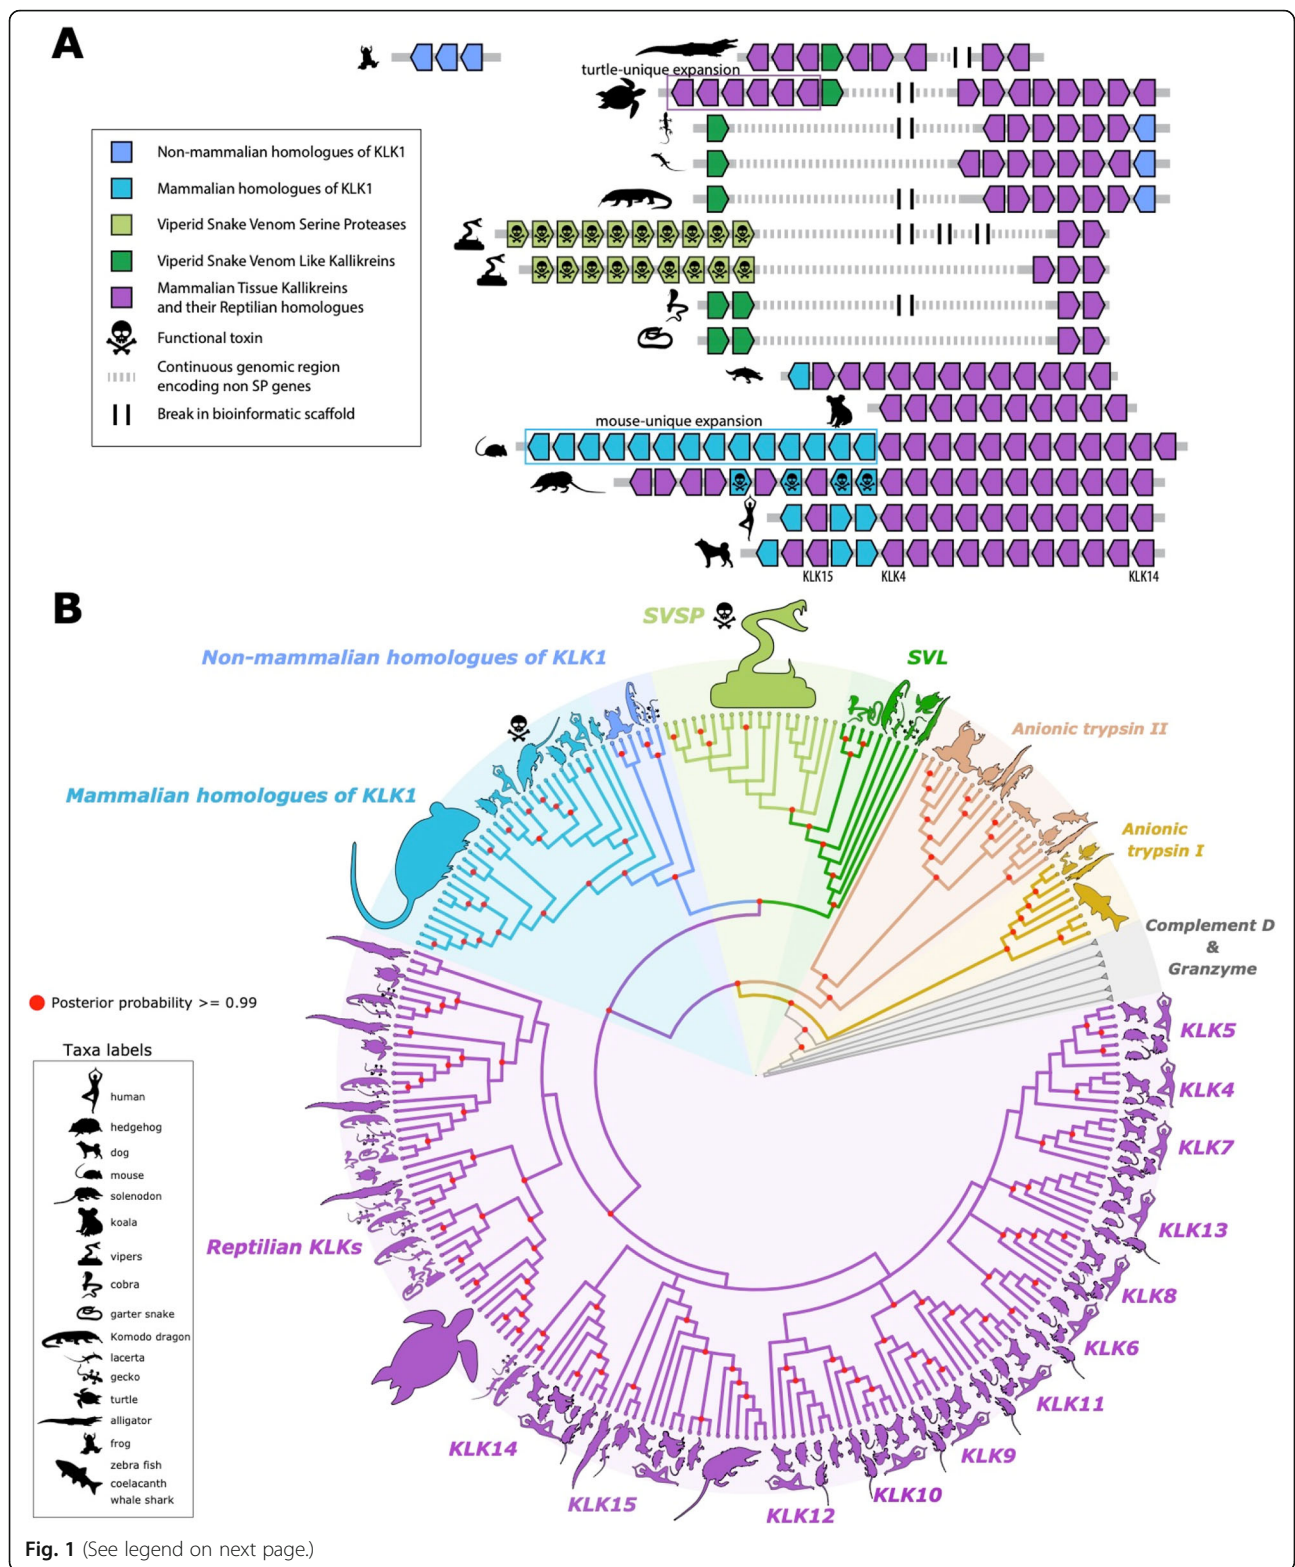 A
turtle-unique expansion
Non-mammalian homologues of KLK1
Mammalian homologues of KLK1
Viperid Snake Venom Serine Proteases
Viperid Snake Venom Like Kallikreins
Mammalian Tissue Kallikreins
and their Reptilian homologues
Functional toxin
Continuous genomic region
encoding non SP genes
Break in bioinformatic scaffold
mouse-unique expansion
KLK15
KLK4
KLK14
B
SVSP
Non-mammalian homologues of KLK1
SVL
Anionic trypsin II
Mammalian homologues of KLK1
Anionic
trypsin I
Complement D
&
Granzyme
Posterior probability >= 0.99
KLK5
Taxa labels
human
hedgehog
dog
mouse
solenodon
koala
vipers
cobra
garter snake
Komodo dragon
lacerta
gecko
turtle
alligator
frog
zebra fish
coelacanth
whale shark
KLK4
KLK7
KLK13
Reptilian KLKs
KLK8
KLK6
KLK11
KLK14
KLK9
KLK15
KLK10
KLK12
Fig. 1 (See legend on next page.)